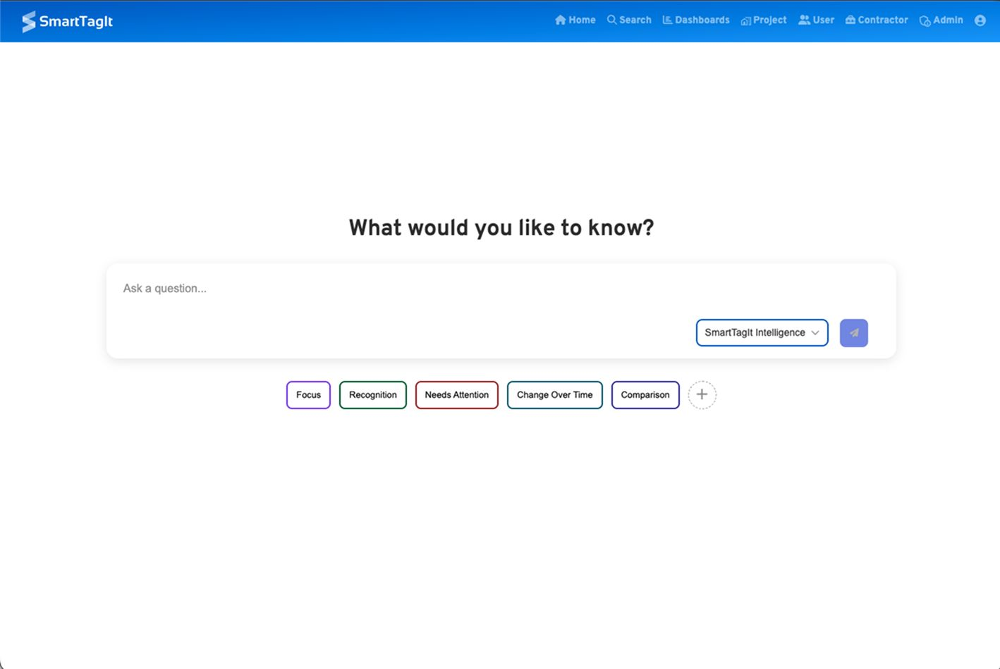 SmartTagIt
Home Search Dashboards Project User Contractor Admin
What would you like to know?
Ask a question...
SmartTagIt Intelligence
Focus Recognition Needs Attention Change Over Time Comparison